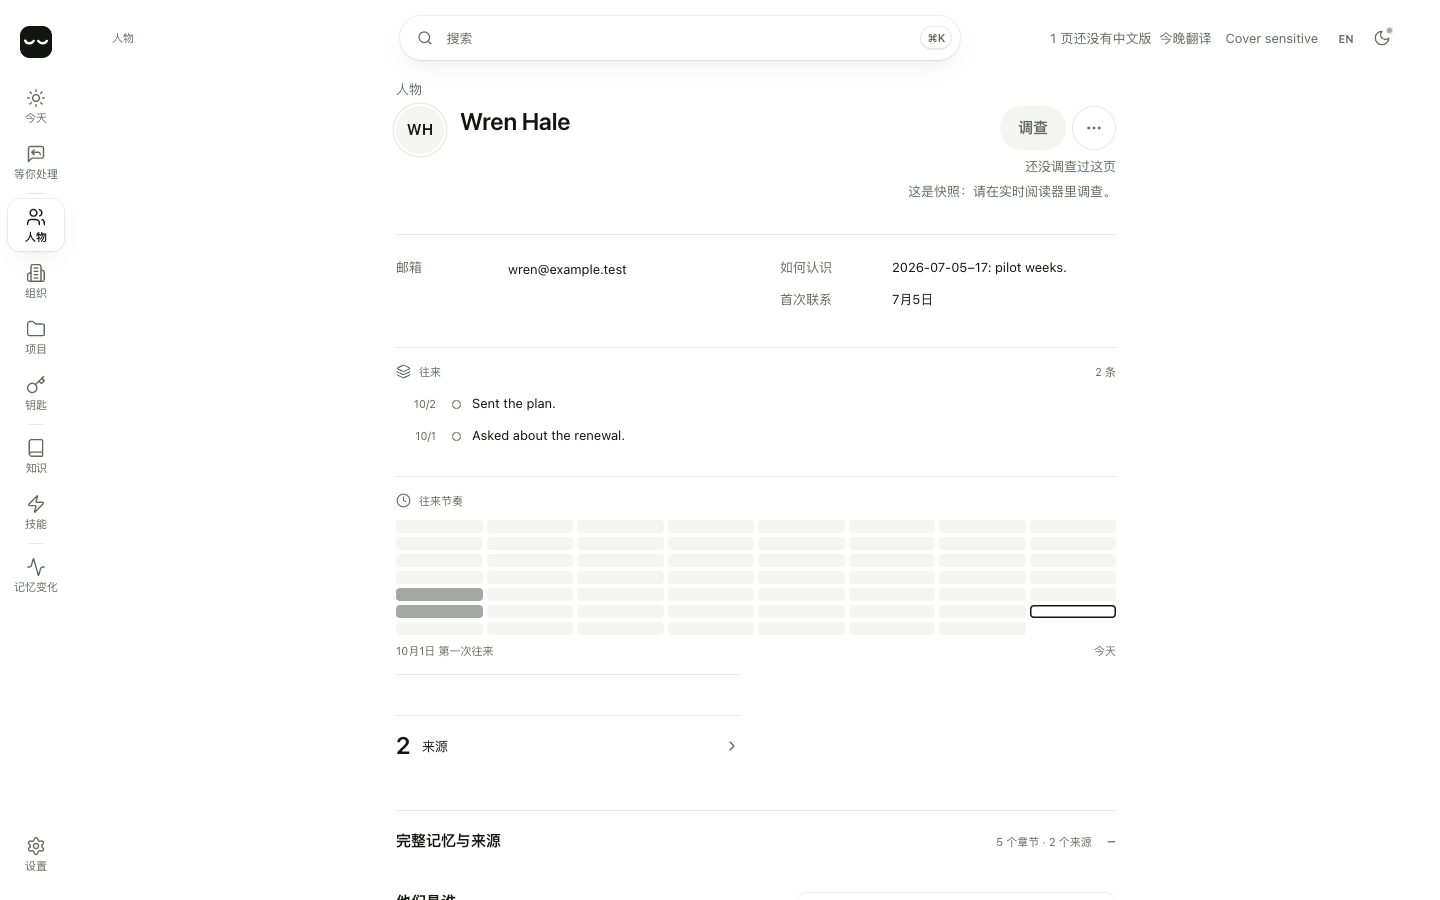 人物
搜索
⌘K
1 页还没有中文版 今晚翻译 Cover sensitive EN
今天
等你处理
人物
组织
项目
钥匙
知识
技能
记忆变化
设置
人物
WH
Wren Hale
调查
还没调查过这页
这是快照：请在实时阅读器里调查。
邮箱 wren@example.test
如何认识 2026-07-05–17: pilot weeks.
首次联系 7月5日
往来 2 条
10/2 Sent the plan.
10/1 Asked about the renewal.
往来节奏
10月1日 第一次往来 今天
2 来源
完整记忆与来源 5 个章节 · 2 个来源
他们是谁